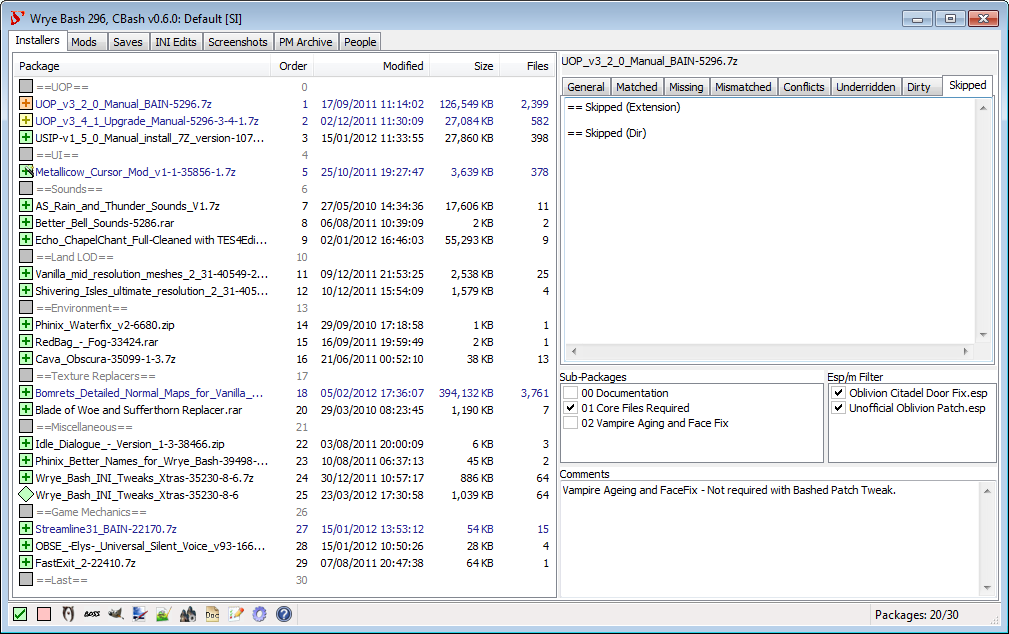 Wrye Bash 296, CBash v0.6.0: Default [SI]
Installers Mods Saves INI Edits Screenshots PM Archive People
Package Order Modified Size Files
==UOP== 0
UOP_v3_2_0_Manual_BAIN-5296.7z 1 17/09/2011 11:14:02 126,549 KB 2,399
UOP_v3_4_1_Upgrade_Manual-5296-3-4-1.7z 2 02/12/2011 11:30:09 27,084 KB 582
USIP-v1_5_0_Manual_install_7Z_version-107... 3 15/01/2012 11:33:55 27,860 KB 398
==UI== 4
Metallicow_Cursor_Mod_v1-1-35856-1.7z 5 25/10/2011 19:27:47 3,639 KB 378
==Sounds== 6
AS_Rain_and_Thunder_Sounds_V1.7z 7 27/05/2010 14:34:36 17,606 KB 11
Better_Bell_Sounds-5286.rar 8 06/08/2011 10:39:09 2 KB 2
Echo_ChapelChant_Full-Cleaned with TES4Edi... 9 02/01/2012 16:46:03 55,293 KB 9
==Land LOD== 10
Vanilla_mid_resolution_meshes_2_31-40549-2... 11 09/12/2011 21:53:25 2,538 KB 25
Shivering_Isles_ultimate_resolution_2_31-405... 12 10/12/2011 15:54:09 1,579 KB 4
==Environment== 13
Phinix_Waterfix_v2-6680.zip 14 29/09/2010 17:18:58 1 KB 1
RedBag_-_Fog-33424.rar 15 16/09/2011 19:59:49 2 KB 1
Cava_Obscura-35099-1-3.7z 16 21/06/2011 00:52:10 38 KB 13
==Texture Replacers== 17
Bomrets_Detailed_Normal_Maps_for_Vanilla_... 18 05/02/2012 17:36:07 394,132 KB 3,761
Blade of Woe and Sufferthorn Replacer.rar 20 29/03/2010 08:23:45 1,190 KB 7
==Miscellaneous== 21
Idle_Dialogue_-_Version_1-3-38466.zip 22 03/08/2011 20:00:09 6 KB 3
Phinix_Better_Names_for_Wrye_Bash-39498-... 23 10/08/2011 06:37:13 45 KB 2
Wrye_Bash_INI_Tweaks_Xtras-35230-8-6.7z 24 30/12/2011 10:57:17 886 KB 64
Wrye_Bash_INI_Tweaks_Xtras-35230-8-6 25 23/03/2012 17:30:58 1,039 KB 64
==Game Mechanics== 26
Streamline31_BAIN-22170.7z 27 15/01/2012 13:53:12 54 KB 15
OBSE_-Elys-_Universal_Silent_Voice_v93-166... 28 15/01/2012 10:50:26 28 KB 4
FastExit_2-22410.7z 29 07/08/2011 20:47:38 64 KB 1
==Last== 30
UOP_v3_2_0_Manual_BAIN-5296.7z
General Matched Missing Mismatched Conflicts Underridden Dirty Skipped
== Skipped (Extension)
== Skipped (Dir)
Sub-Packages
00 Documentation
01 Core Files Required
02 Vampire Aging and Face Fix
Esp/m Filter
Oblivion Citadel Door Fix.esp
Unofficial Oblivion Patch.esp
Comments
Vampire Ageing and FaceFix - Not required with Bashed Patch Tweak.
BOSS
Doc
Packages: 20/30